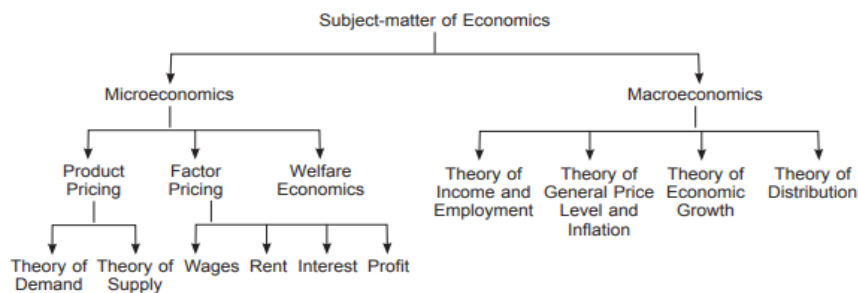 Subject-matter of Economics
Microeconomics
Macroeconomics
Product
Pricing
Factor
Pricing
Welfare
Economics
Theory of
Income and
Employment
Theory of
General Price
Level and
Inflation
Theory of
Economic
Growth
Theory of
Distribution
Theory of
Demand
Theory of
Supply
Wages
Rent
Interest
Profit